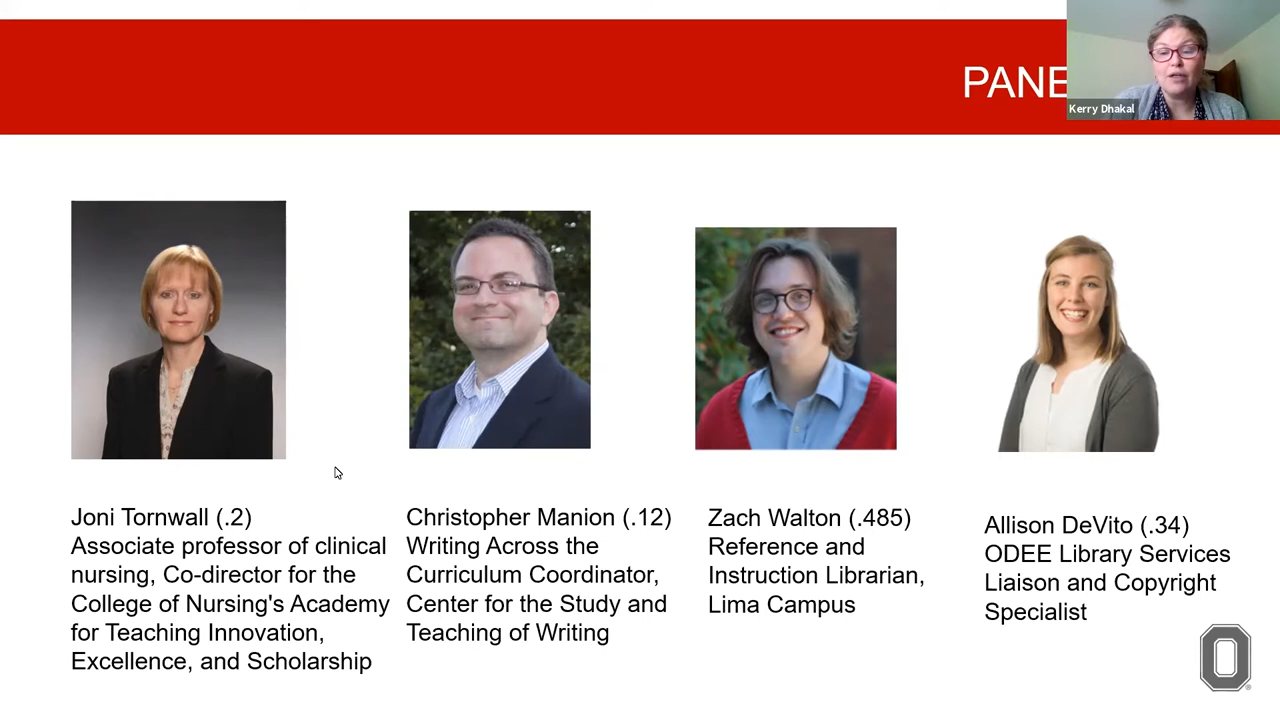 PANE
Kerry Dhakal
Joni Tornwall (.2)
Associate professor of clinical
nursing, Co-director for the
College of Nursing's Academy
for Teaching Innovation,
Excellence, and Scholarship
Christopher Manion (.12)
Writing Across the
Curriculum Coordinator,
Center for the Study and
Teaching of Writing
Zach Walton (.485)
Reference and
Instruction Librarian,
Lima Campus
Allison DeVito (.34)
ODEE Library Services
Liaison and Copyright
Specialist